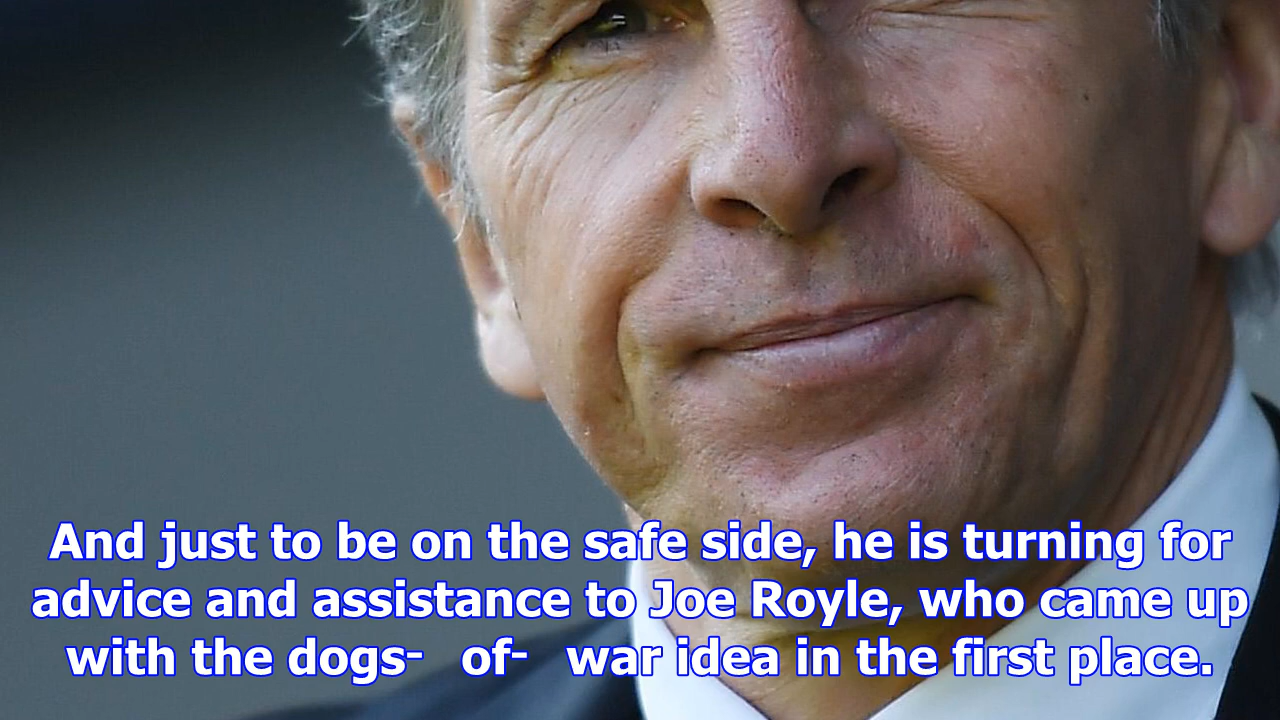 And just to be on the safe side, he is turning for
advice and assistance to Joe Royle, who came up
with the dogs- of- war idea in the first place.